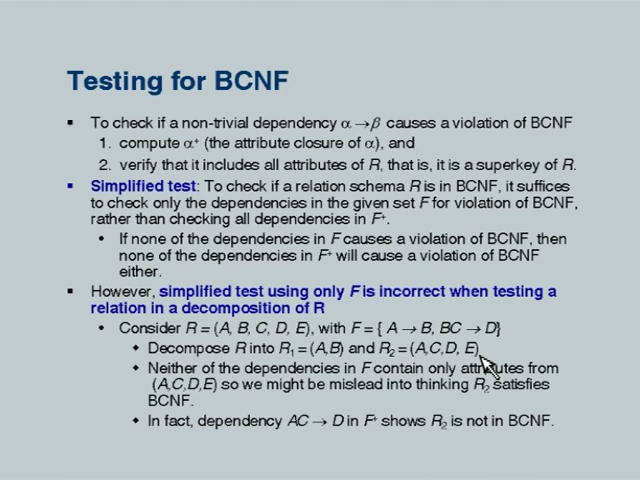 Testing for BCNF
▪ To check if a non-trivial dependency α → β causes a violation of BCNF
1. compute α⁺ (the attribute closure of α), and
2. verify that it includes all attributes of R, that is, it is a superkey of R.
▪ Simplified test: To check if a relation schema R is in BCNF, it suffices
to check only the dependencies in the given set F for violation of BCNF,
rather than checking all dependencies in F⁺.
• If none of the dependencies in F causes a violation of BCNF, then
none of the dependencies in F⁺ will cause a violation of BCNF
either.
▪ However, simplified test using only F is incorrect when testing a
relation in a decomposition of R
• Consider R = (A, B, C, D, E), with F = { A → B, BC → D}
◆ Decompose R into R₁ = (A,B) and R₂ = (A,C,D, E)
◆ Neither of the dependencies in F contain only attributes from
(A,C,D,E) so we might be mislead into thinking R₂ satisfies
BCNF.
◆ In fact, dependency AC → D in F⁺ shows R₂ is not in BCNF.